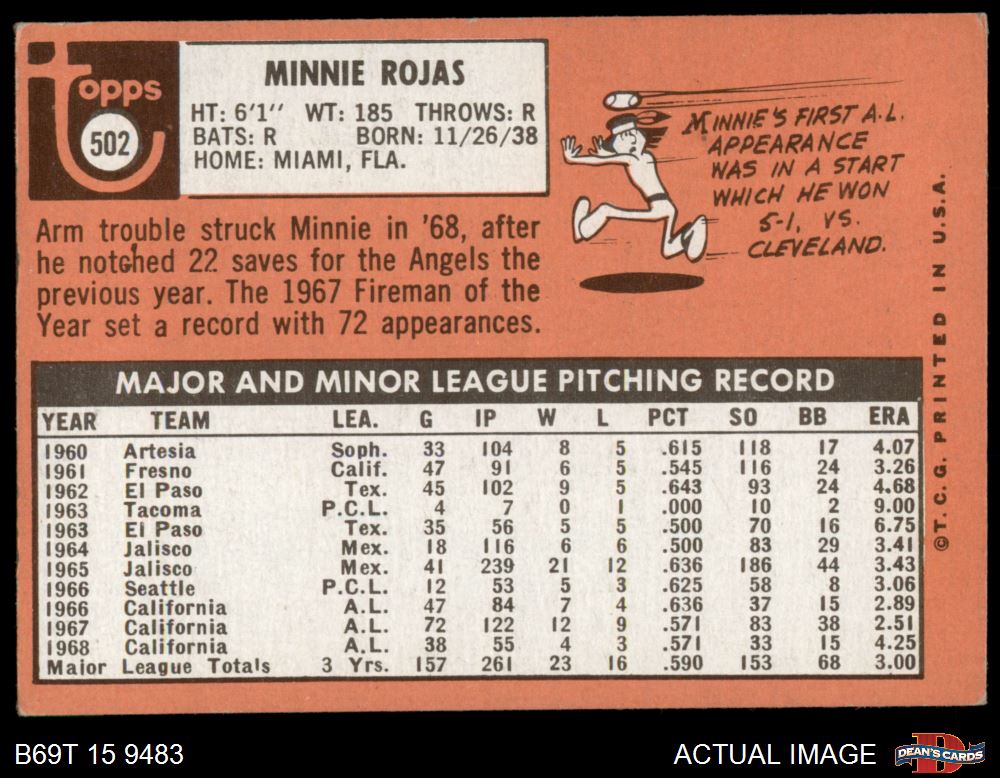 topps
502
MINNIE ROJAS
HT: 6'1" WT: 185 THROWS: R
BATS: R BORN: 11/26/38
HOME: MIAMI, FLA.
Arm trouble struck Minnie in '68, after
he notched 22 saves for the Angels the
previous year. The 1967 Fireman of the
Year set a record with 72 appearances.
MINNIE'S FIRST A.L.
APPEARANCE
WAS IN A START
WHICH HE WON
5-1, VS.
CLEVELAND.
MAJOR AND MINOR LEAGUE PITCHING RECORD
YEAR TEAM LEA. G IP W L PCT SO BB ERA
1960 Artesia Soph. 33 104 8 5 .615 118 17 4.07
1961 Fresno Calif. 47 91 6 5 .545 116 24 3.26
1962 El Paso Tex. 45 102 9 5 .643 93 24 4.68
1963 Tacoma P.C.L. 4 7 0 1 .000 10 2 9.00
1963 El Paso Tex. 35 56 5 5 .500 70 16 6.75
1964 Jalisco Mex. 18 116 6 6 .500 83 29 3.41
1965 Jalisco Mex. 41 239 21 12 .636 186 44 3.43
1966 Seattle P.C.L. 12 53 5 3 .625 58 8 3.06
1966 California A.L. 47 84 7 4 .636 37 15 2.89
1967 California A.L. 72 122 12 9 .571 83 38 2.51
1968 California A.L. 38 55 4 3 .571 33 15 4.25
Major League Totals 3 Yrs. 157 261 23 16 .590 153 68 3.00
©T.C.G. PRINTED IN U.S.A.
B69T 15 9483
ACTUAL IMAGE
DEAN'S CARDS